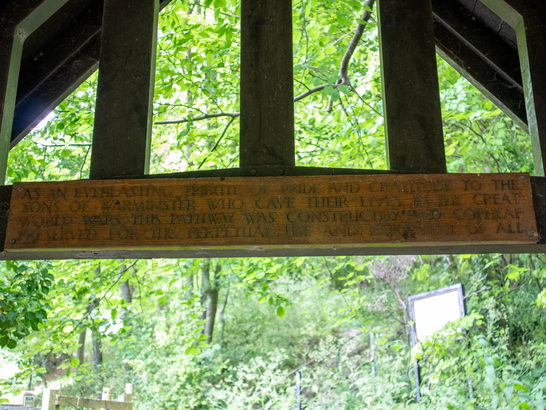 AS AN EVERLASTING TRIBUTE OF PRIDE AND GRATITUDE TO THE
SONS OF WARMINSTER WHO GAVE THEIR LIVES IN THE GREAT
WORLD WARS THIS PATHWAY WAS CONSTRUCTED AND COPHEAP
PRESERVED FOR THE PERPETUAL USE AND OF ALL